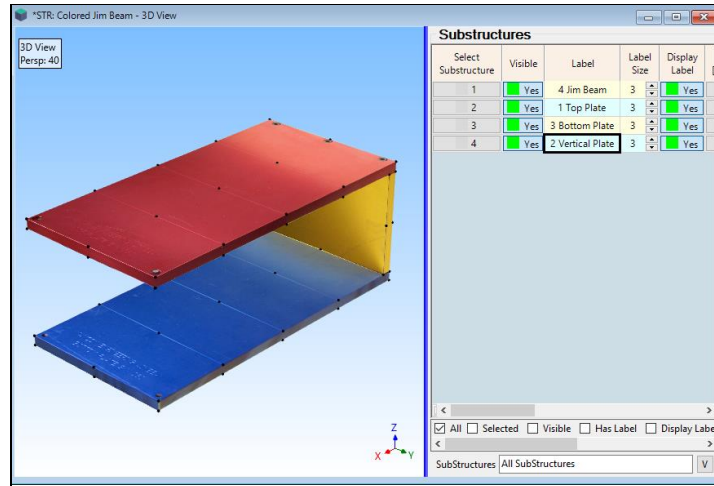 *STR: Colored Jim Beam - 3D View
3D View
Persp: 40
Z
X
Y
Substructures
Select Substructure Visible Label Label Size Display Label
1 Yes 4 Jim Beam 3 Yes
2 Yes 1 Top Plate 3 Yes
3 Yes 3 Bottom Plate 3 Yes
4 Yes 2 Vertical Plate 3 Yes
All Selected Visible Has Label Display Labe
SubStructures All SubStructures V